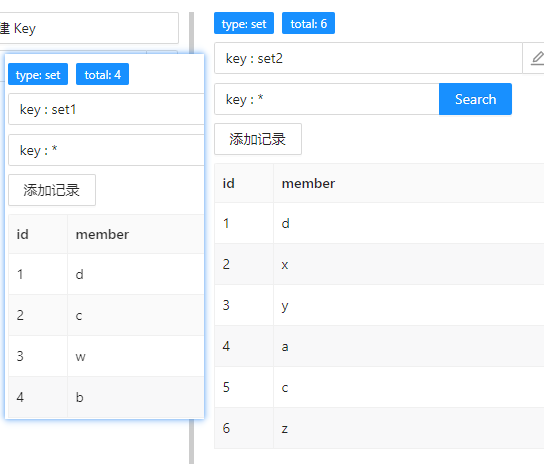 建 Key
type: set total: 4
key : set1
key : *
添加记录
id member
1 d
2 c
3 w
4 b
type: set total: 6
key : set2
key : *
Search
添加记录
id member
1 d
2 x
3 y
4 a
5 c
6 z